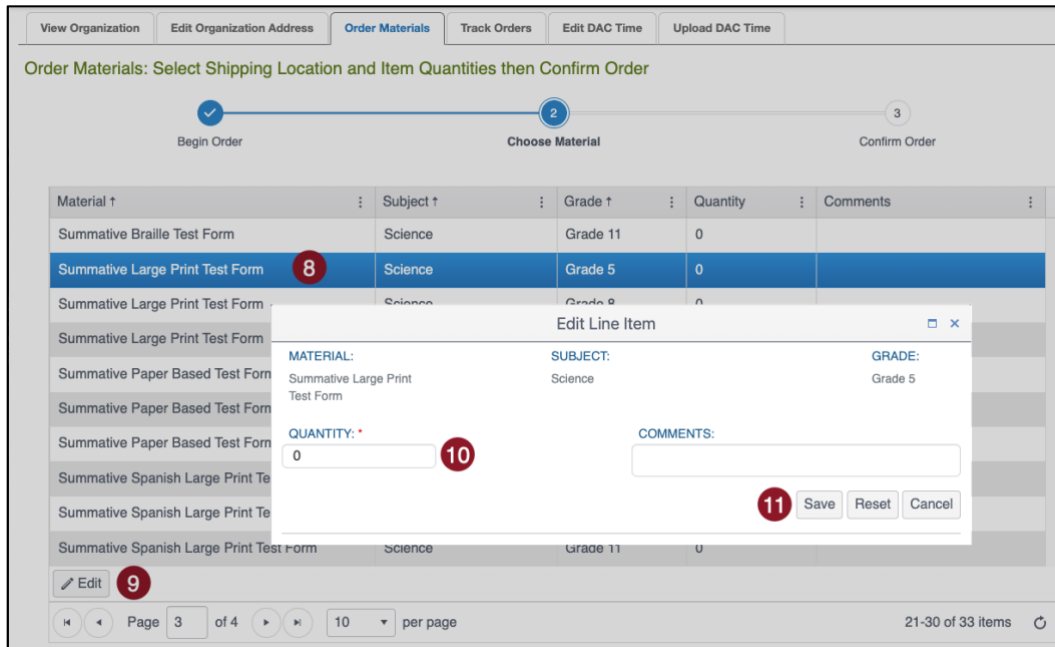 View Organization Edit Organization Address Order Materials Track Orders Edit DAC Time Upload DAC Time
Order Materials: Select Shipping Location and Item Quantities then Confirm Order
2 3
Begin Order Choose Material Confirm Order
Material ↑ Subject ↑ Grade ↑ Quantity Comments
Summative Braille Test Form Science Grade 11 0
Summative Large Print Test Form 8 Science Grade 5 0
Summative Large Print Test Form Science Grade 8 0
Summative Large Print Test Form
Summative Paper Based Test Form
Summative Paper Based Test Form
Summative Paper Based Test Form
Summative Spanish Large Print Te
Summative Spanish Large Print Te
Summative Spanish Large Print Test Form Science Grade 11 0
Edit Line Item
MATERIAL: SUBJECT: GRADE:
Summative Large Print Science Grade 5
Test Form
QUANTITY: * COMMENTS:
0 10
11 Save Reset Cancel
Edit 9
Page 3 of 4 10 per page 21-30 of 33 items